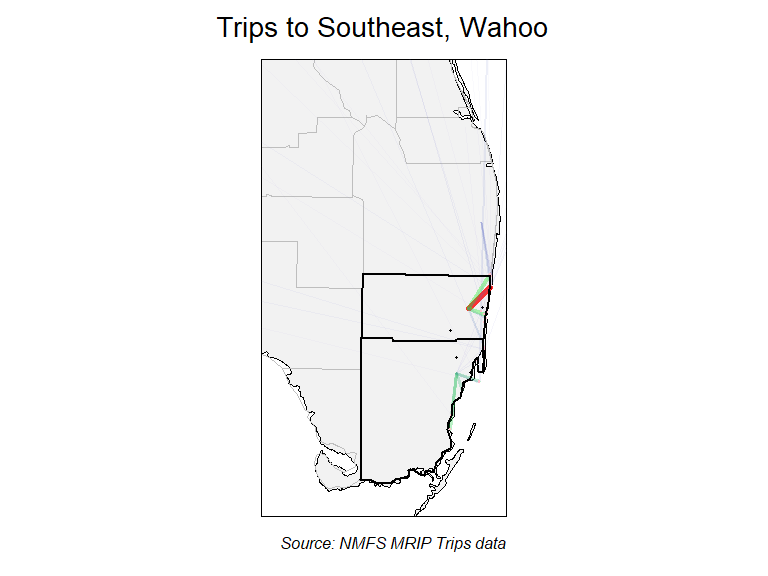 Trips to Southeast, Wahoo
Source: NMFS MRIP Trips data